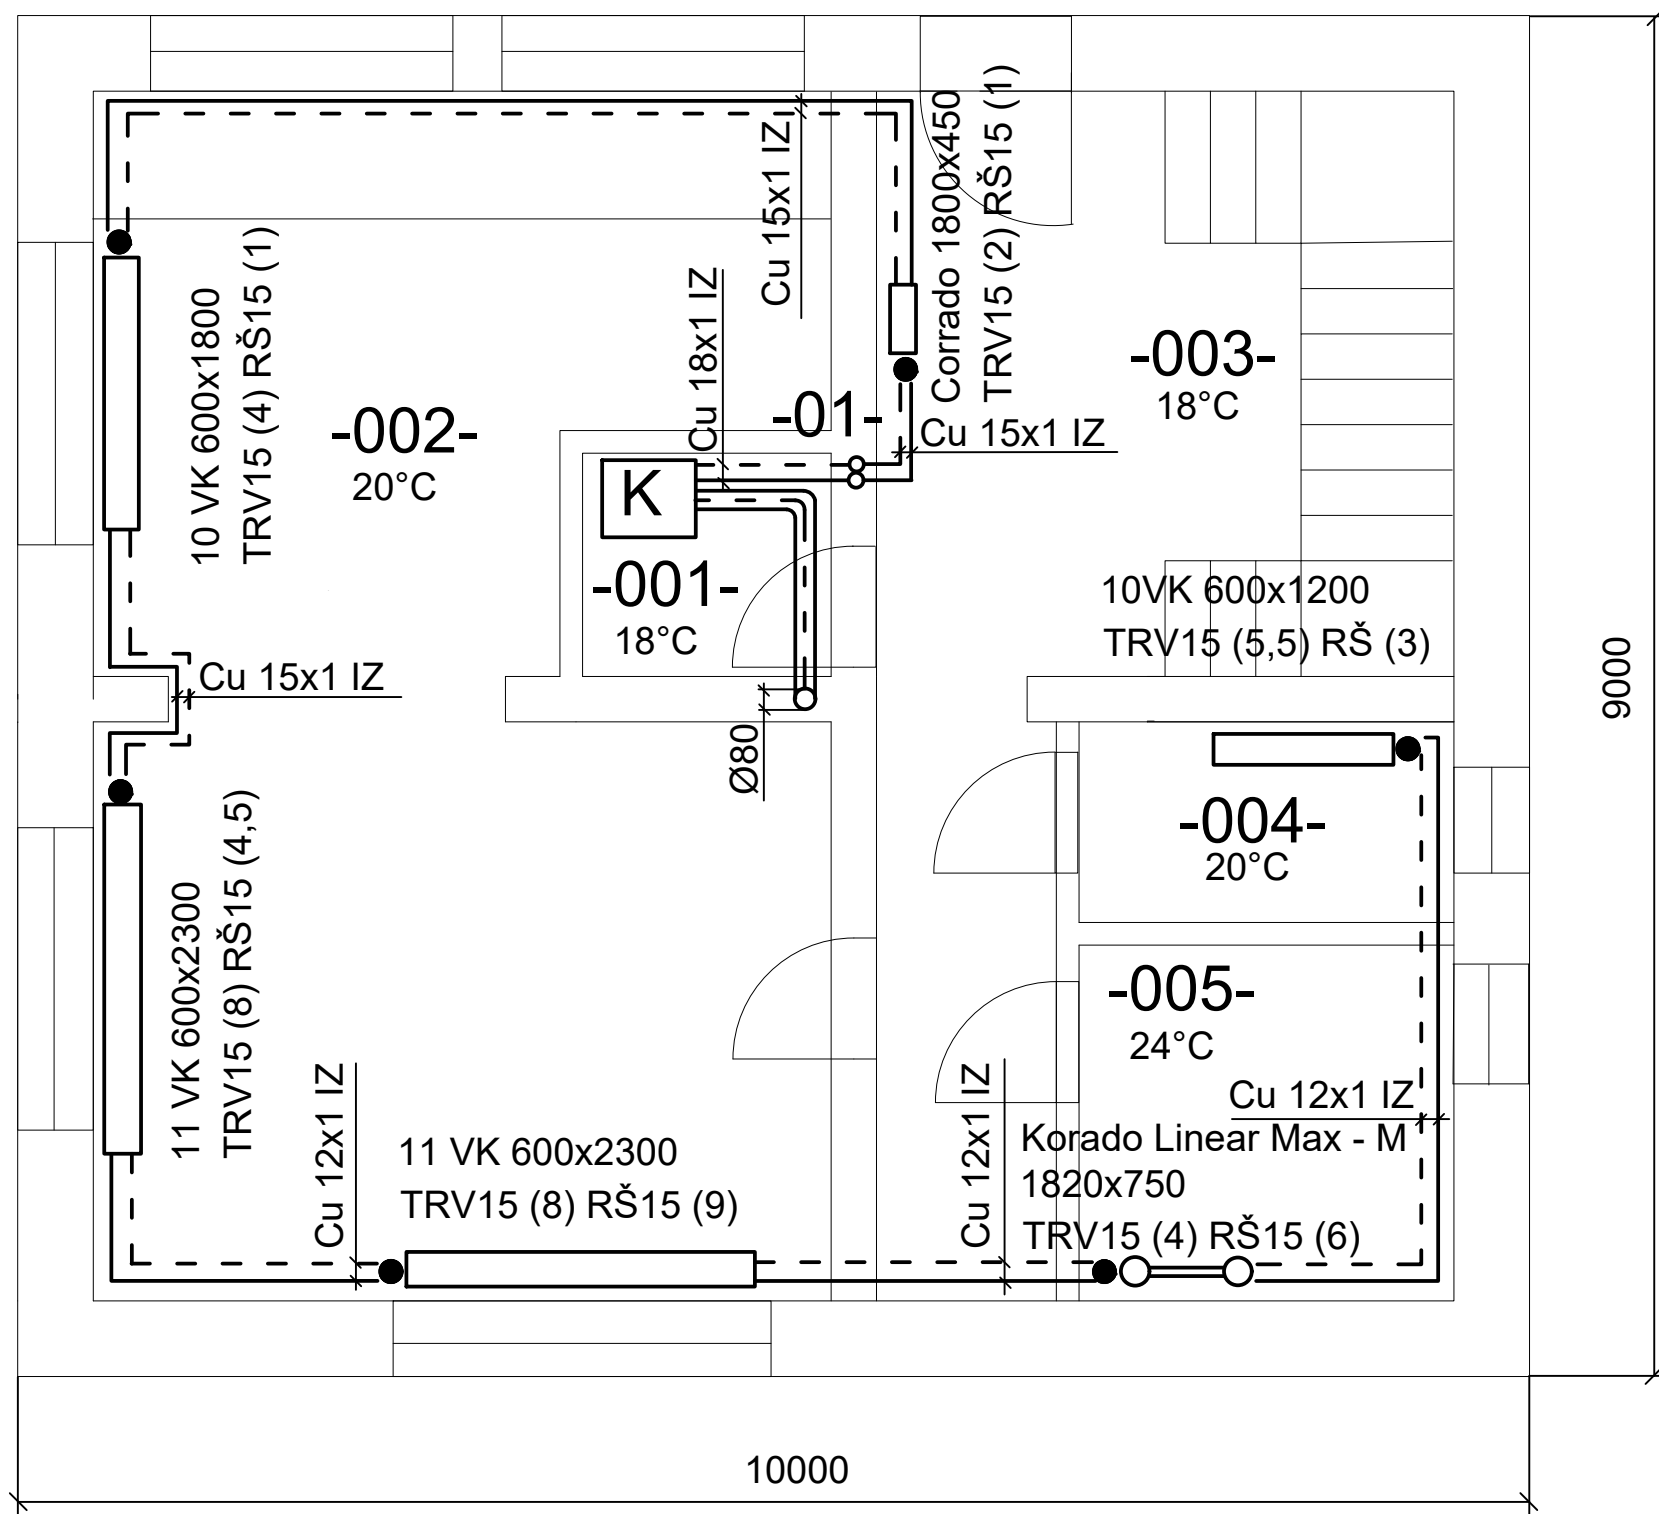 Cu 15x1 IZ
Corrado 1800x450
TRV15 (2) RŠ15 (1)
10 VK 600x1800
TRV15 (4) RŠ15 (1)
Cu 18x1 IZ
-003-
18°C
-002-
20°C
-01-
Cu 15x1 IZ
K
-001-
18°C
10VK 600x1200
TRV15 (5,5) RŠ (3)
Cu 15x1 IZ
9000
Ø80
-004-
20°C
11 VK 600x2300
TRV15 (8) RŠ15 (4,5)
-005-
24°C
Cu 12x1 IZ
Cu 12x1 IZ
11 VK 600x2300
TRV15 (8) RŠ15 (9)
Cu 12x1 IZ
Korado Linear Max - M
1820x750
TRV15 (4) RŠ15 (6)
10000